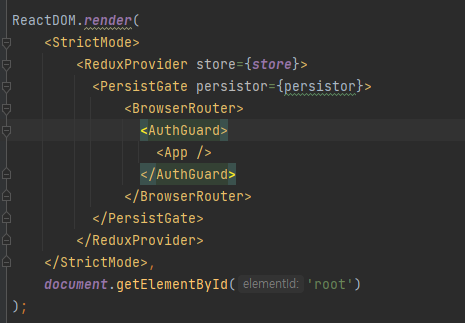 ReactDOM.render(
<StrictMode>
<ReduxProvider store={store}>
<PersistGate persistor={persistor}>
<BrowserRouter>
<AuthGuard>
<App />
</AuthGuard>
</BrowserRouter>
</PersistGate>
</ReduxProvider>
</StrictMode>,
document.getElementById( elementId: 'root')
);